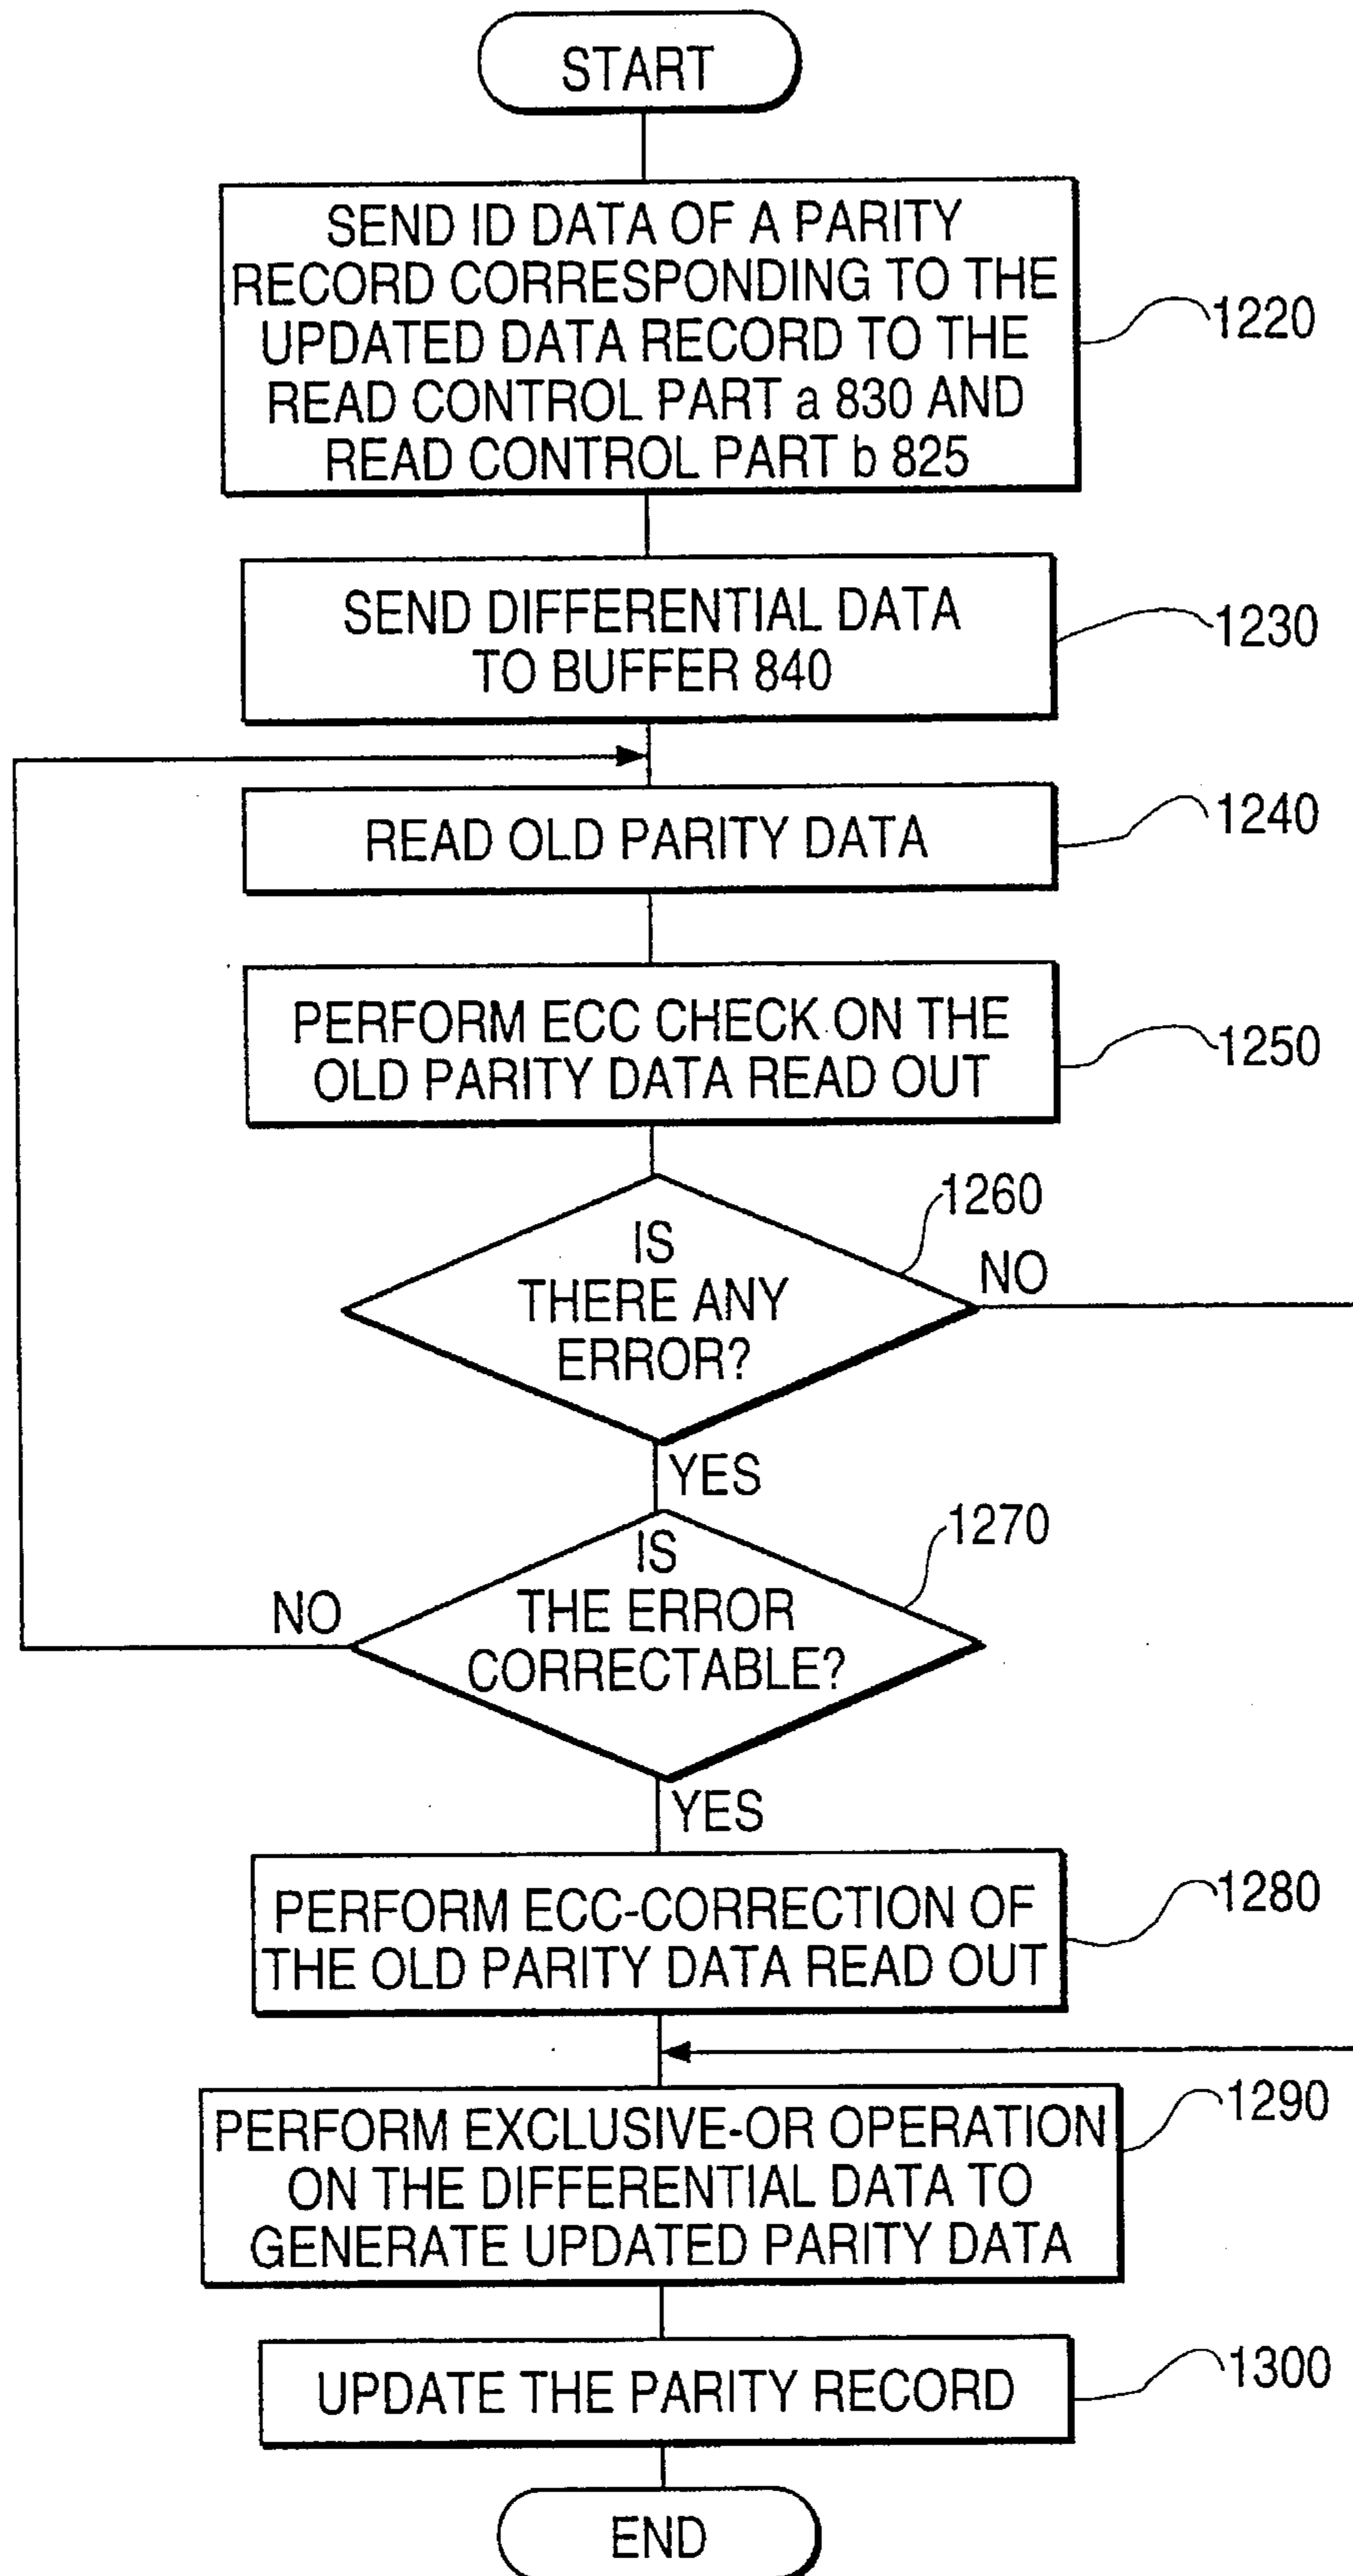 START
SEND ID DATA OF A PARITY
RECORD CORRESPONDING TO THE
UPDATED DATA RECORD TO THE
READ CONTROL PART a 830 AND
READ CONTROL PART b 825
1220
SEND DIFFERENTIAL DATA
TO BUFFER 840
1230
READ OLD PARITY DATA
1240
PERFORM ECC CHECK ON THE
OLD PARITY DATA READ OUT
1250
IS
THERE ANY
ERROR?
1260
NO
YES
IS
THE ERROR
CORRECTABLE?
1270
NO
YES
PERFORM ECC-CORRECTION OF
THE OLD PARITY DATA READ OUT
1280
PERFORM EXCLUSIVE-OR OPERATION
ON THE DIFFERENTIAL DATA TO
GENERATE UPDATED PARITY DATA
1290
UPDATE THE PARITY RECORD
1300
END